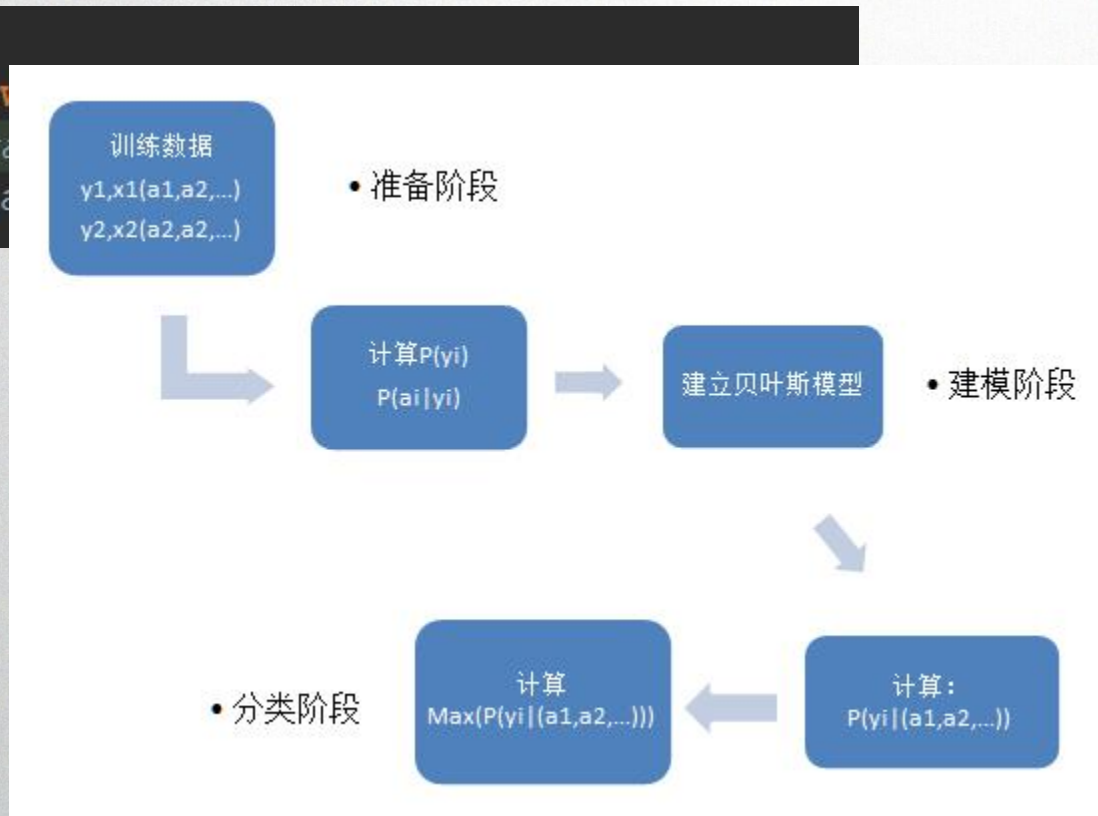 训练数据
y1,x1(a1,a2,...)
y2,x2(a2,a2,...)
• 准备阶段
计算P(yi)
P(ai|yi)
建立贝叶斯模型
• 建模阶段
• 分类阶段
计算
Max(P(yi|(a1,a2,...)))
计算：
P(yi|(a1,a2,...))